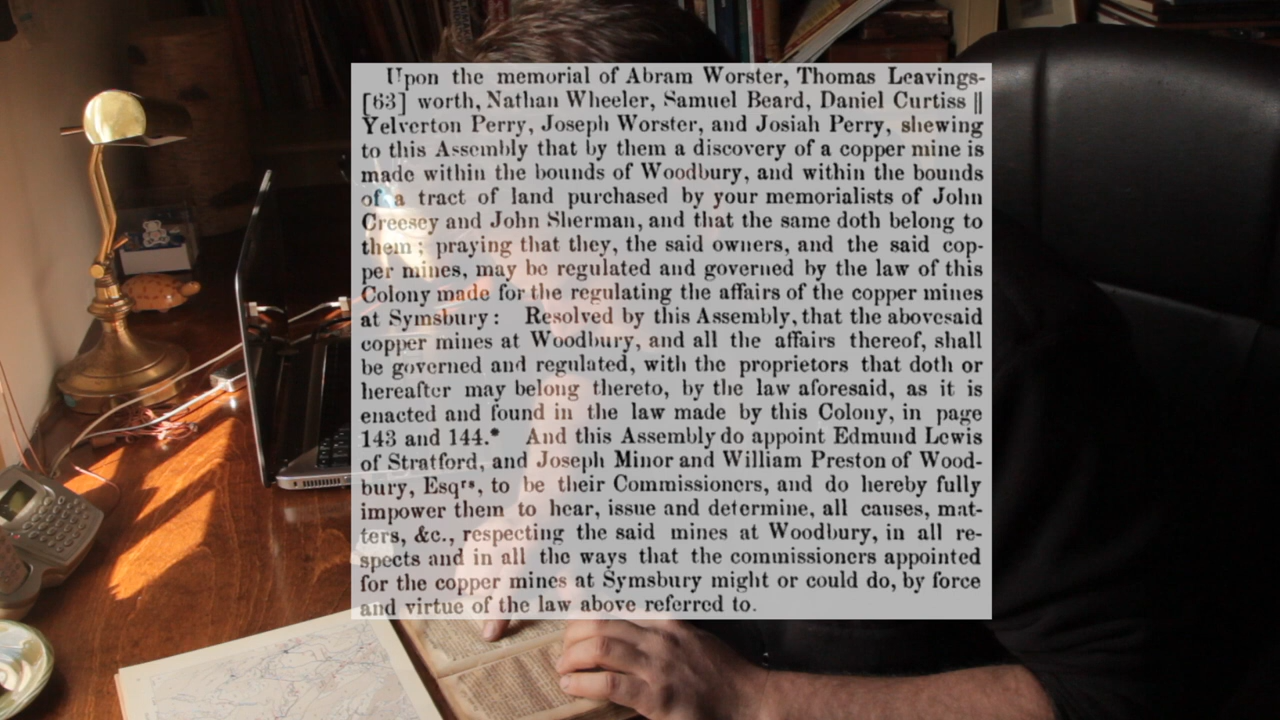 Upon the memorial of Abram Worster, Thomas Leavings-
[63] worth, Nathan Wheeler, Samuel Beard, Daniel Curtiss ||
Yelverton Perry, Joseph Worster, and Josiah Perry, shewing
to this Assembly that by them a discovery of a copper mine is
made within the bounds of Woodbury, and within the bounds
of a tract of land purchased by your memorialists of John
Creesey and John Sherman, and that the same doth belong to
them; praying that they, the said owners, and the said cop-
per mines, may be regulated and governed by the law of this
Colony made for the regulating the affairs of the copper mines
at Symsbury: Resolved by this Assembly, that the abovesaid
copper mines at Woodbury, and all the affairs thereof, shall
be governed and regulated, with the proprietors that doth or
hereafter may belong thereto, by the law aforesaid, as it is
enacted and found in the law made by this Colony, in page
143 and 144.* And this Assembly do appoint Edmund Lewis
of Stratford, and Joseph Minor and William Preston of Wood-
bury, Esqrs, to be their Commissioners, and do hereby fully
impower them to hear, issue and determine, all causes, mat-
ters, &c., respecting the said mines at Woodbury, in all re-
spects and in all the ways that the commissioners appointed
for the copper mines at Symsbury might or could do, by force
and virtue of the law above referred to.